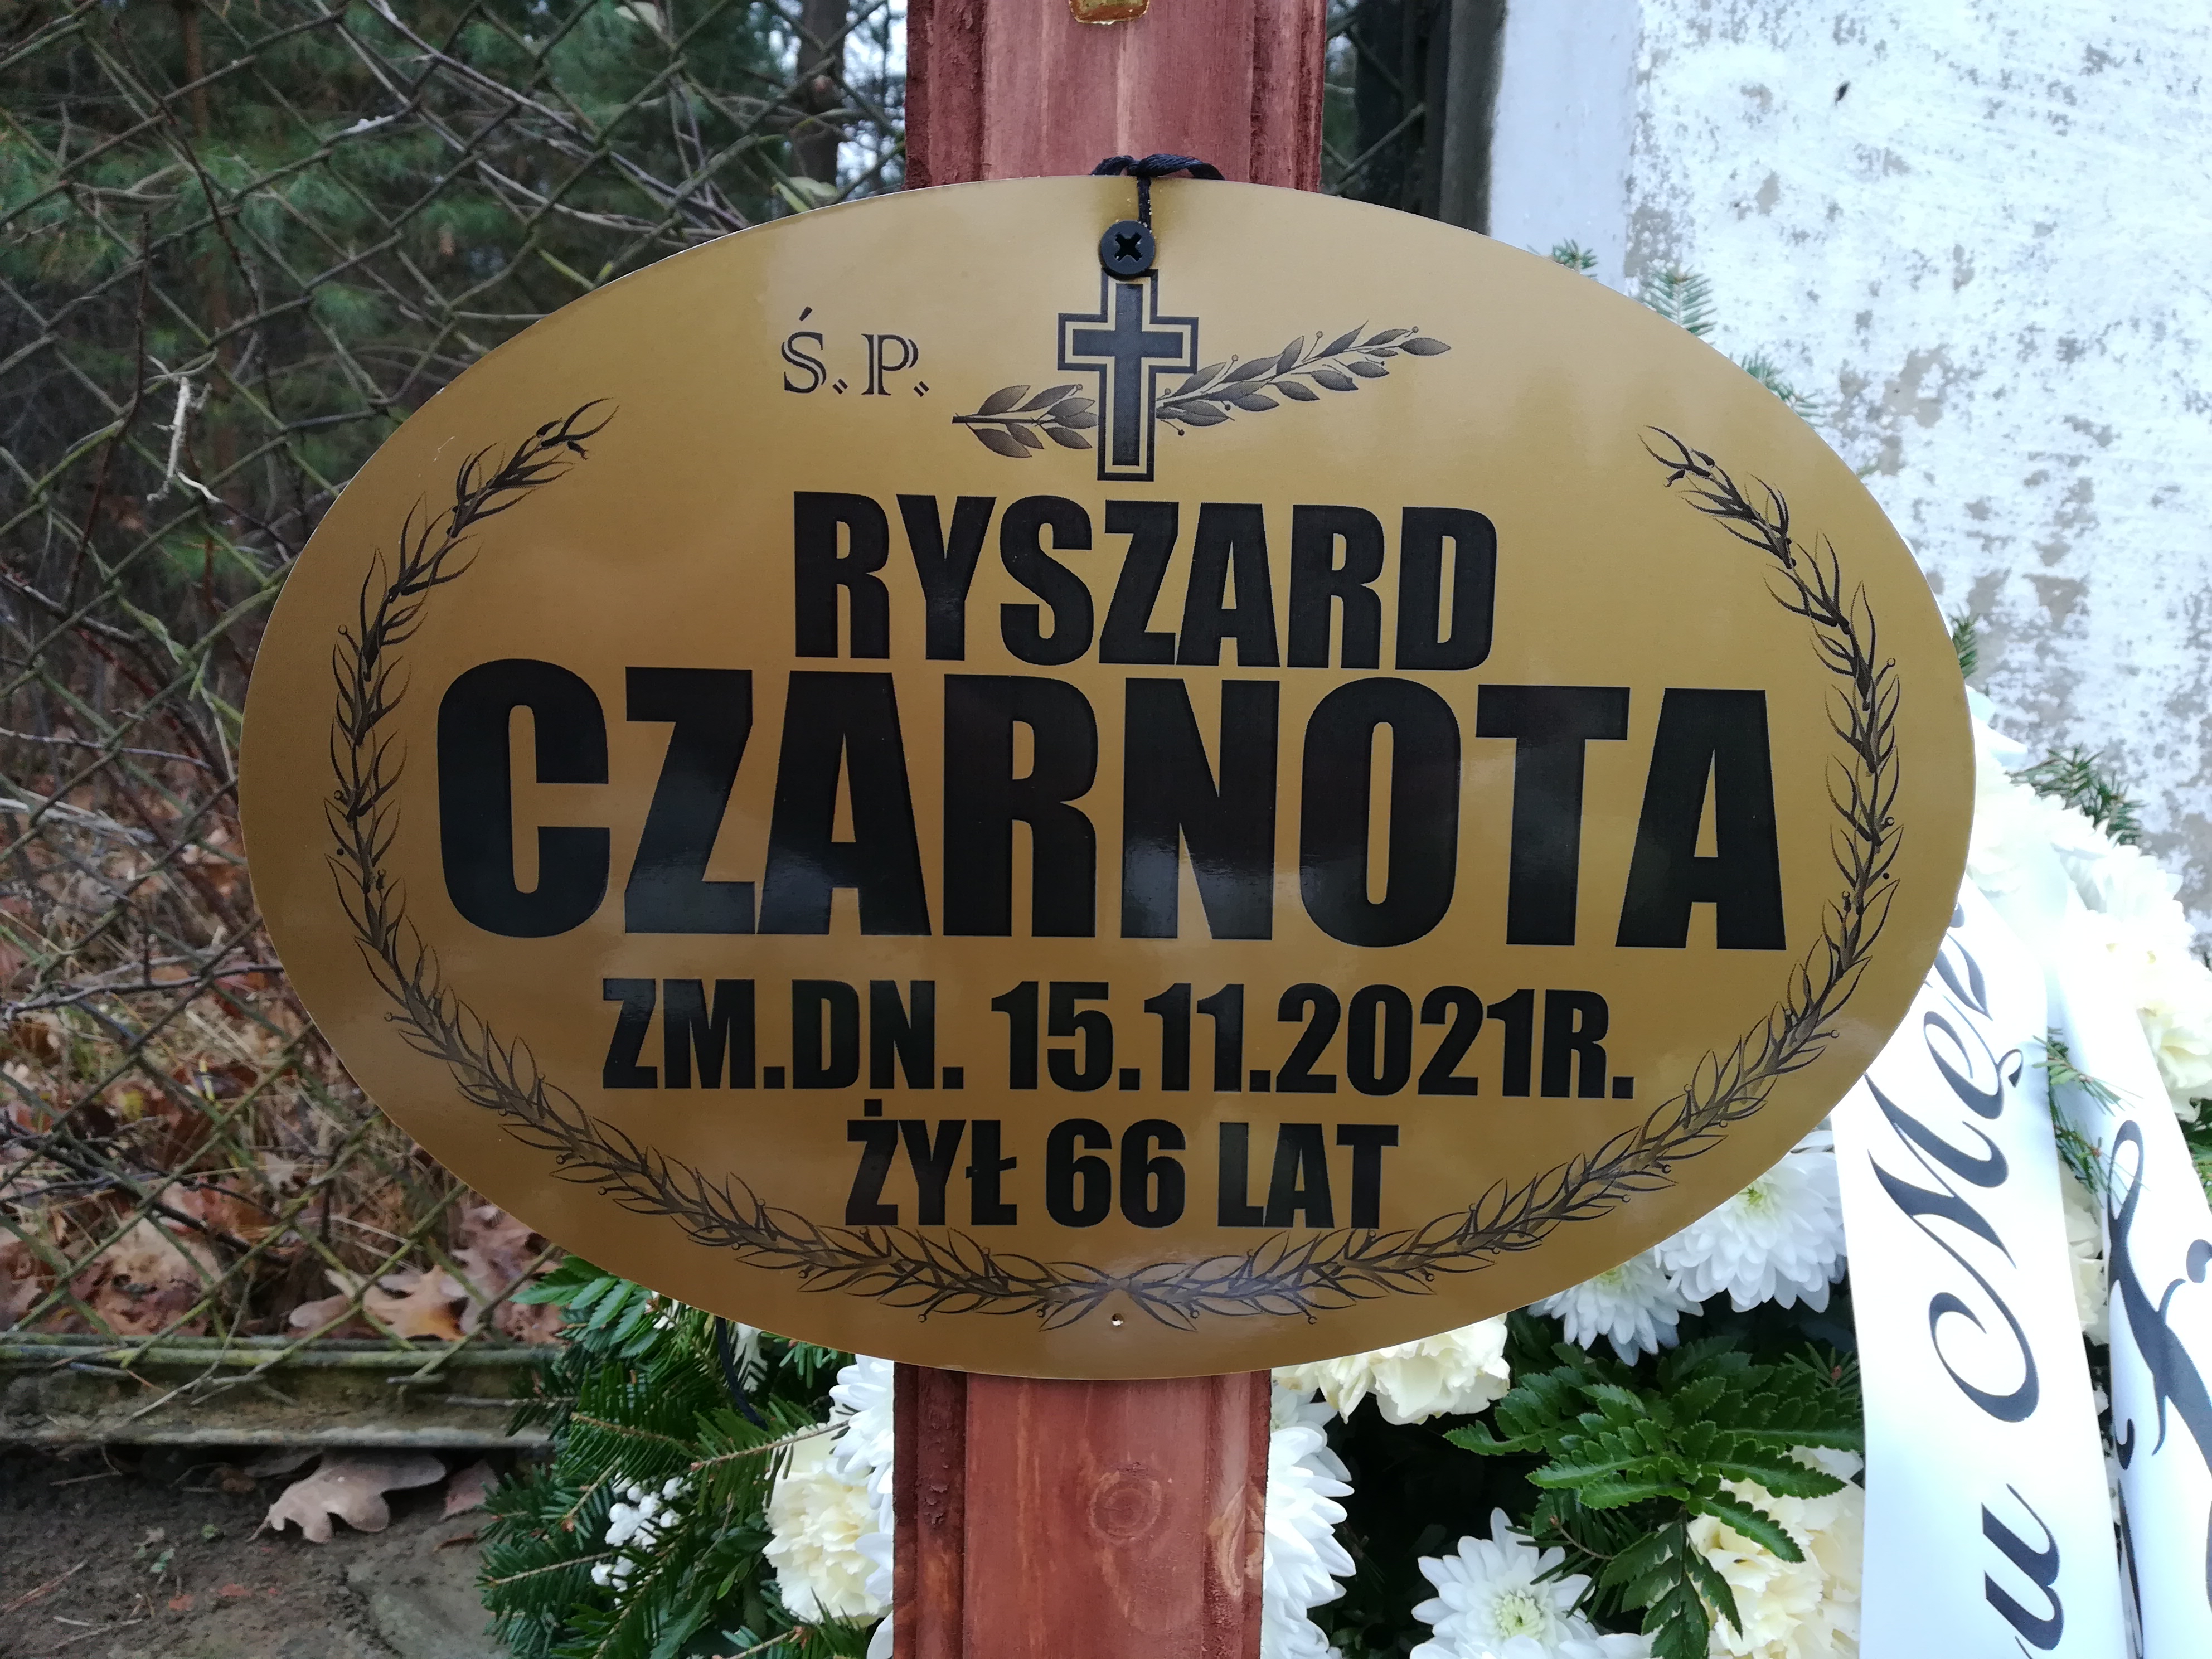 Ś. P.
RYSZARD
CZARNOTA
ZM.DN. 15.11.2021R.
ŻYŁ 66 LAT